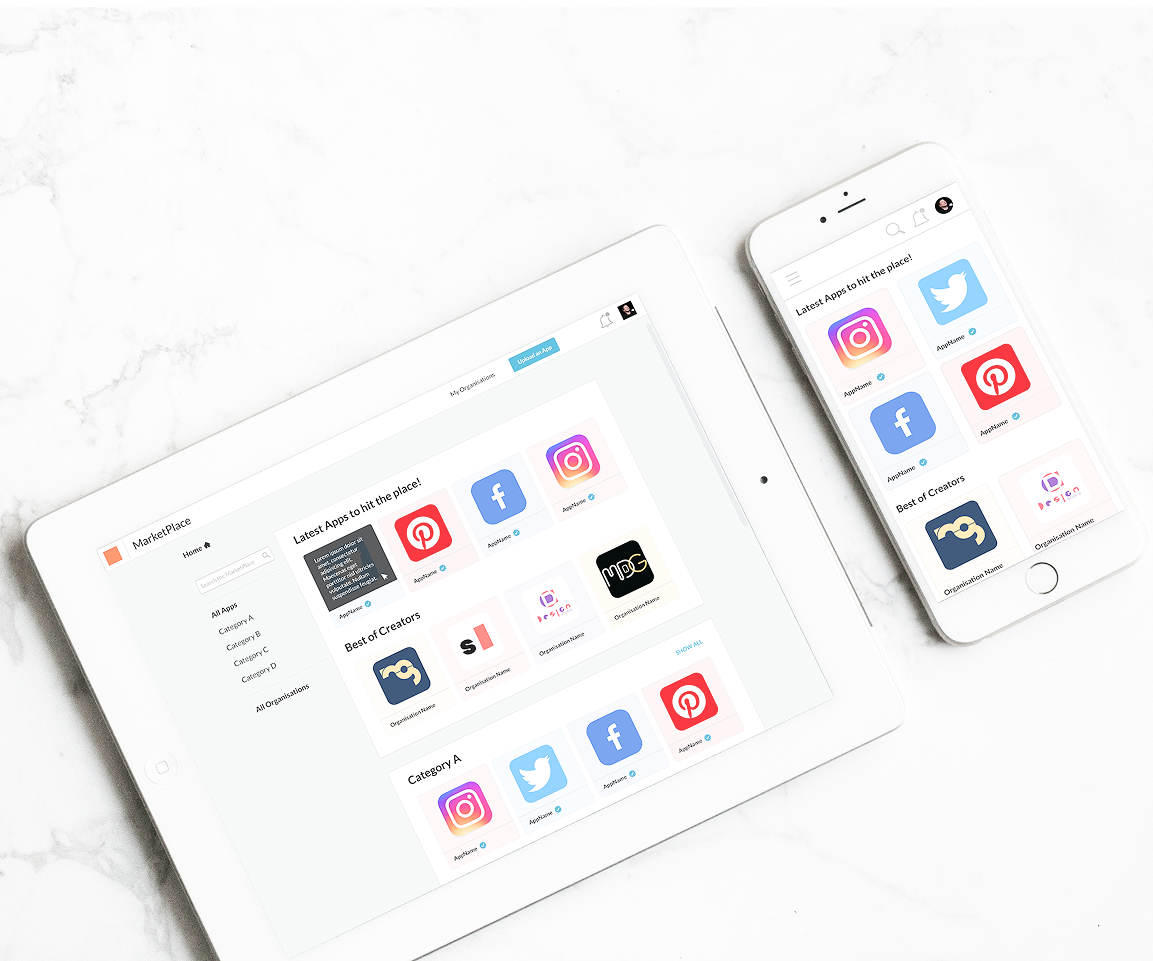 MarketPlace
My Organisations
Upload an App
Home
Search the MarketPlace
All Apps
Category A
Category B
Category C
Category D
All Organisations
Latest Apps to hit the place!
Lorem ipsum dolor sit
amet, consectetur
adipiscing elit.
Maecenas eget
porttitor nisl ultricies
vulputate. Nullam
suspendisse feugiat.
AppName
AppName
AppName
AppName
Best of Creators
MDG
Design
Organisation Name
Organisation Name
Organisation Name
Organisation Name
SHOW ALL
Category A
AppName
AppName
AppName
AppName
Latest Apps to hit the place!
AppName
AppName
AppName
AppName
Best of Creators
Design
Organisation Name
Organisation Name